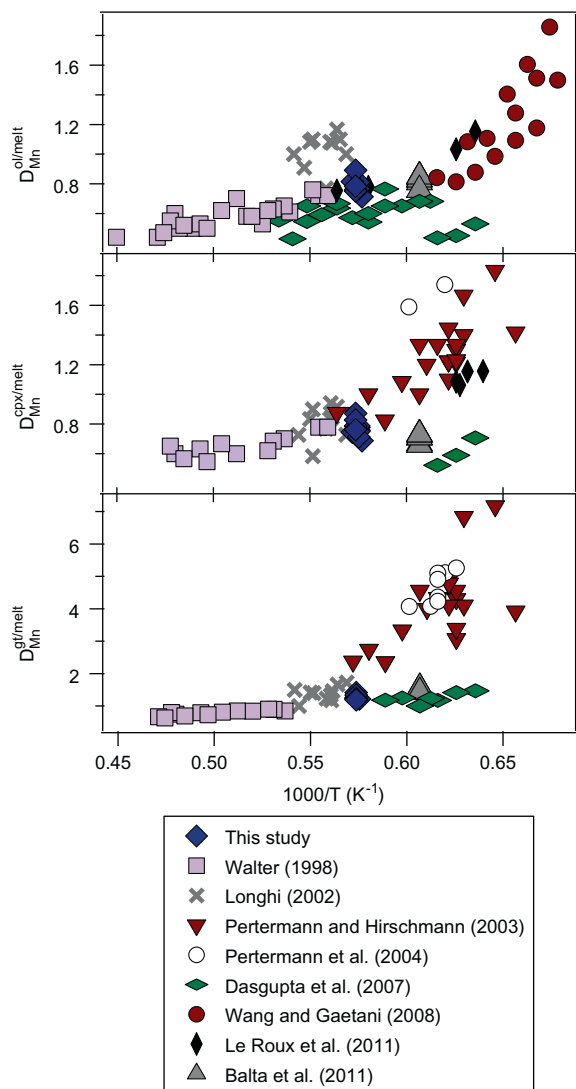 1.6
1.2
0.8
D_Mn^ol/melt
1.6
1.2
0.8
D_Mn^cpx/melt
6
4
2
D_Mn^gt/melt
0.45 0.50 0.55 0.60 0.65
1000/T (K⁻¹)
This study
Walter (1998)
Longhi (2002)
Pertermann and Hirschmann (2003)
Pertermann et al. (2004)
Dasgupta et al. (2007)
Wang and Gaetani (2008)
Le Roux et al. (2011)
Balta et al. (2011)